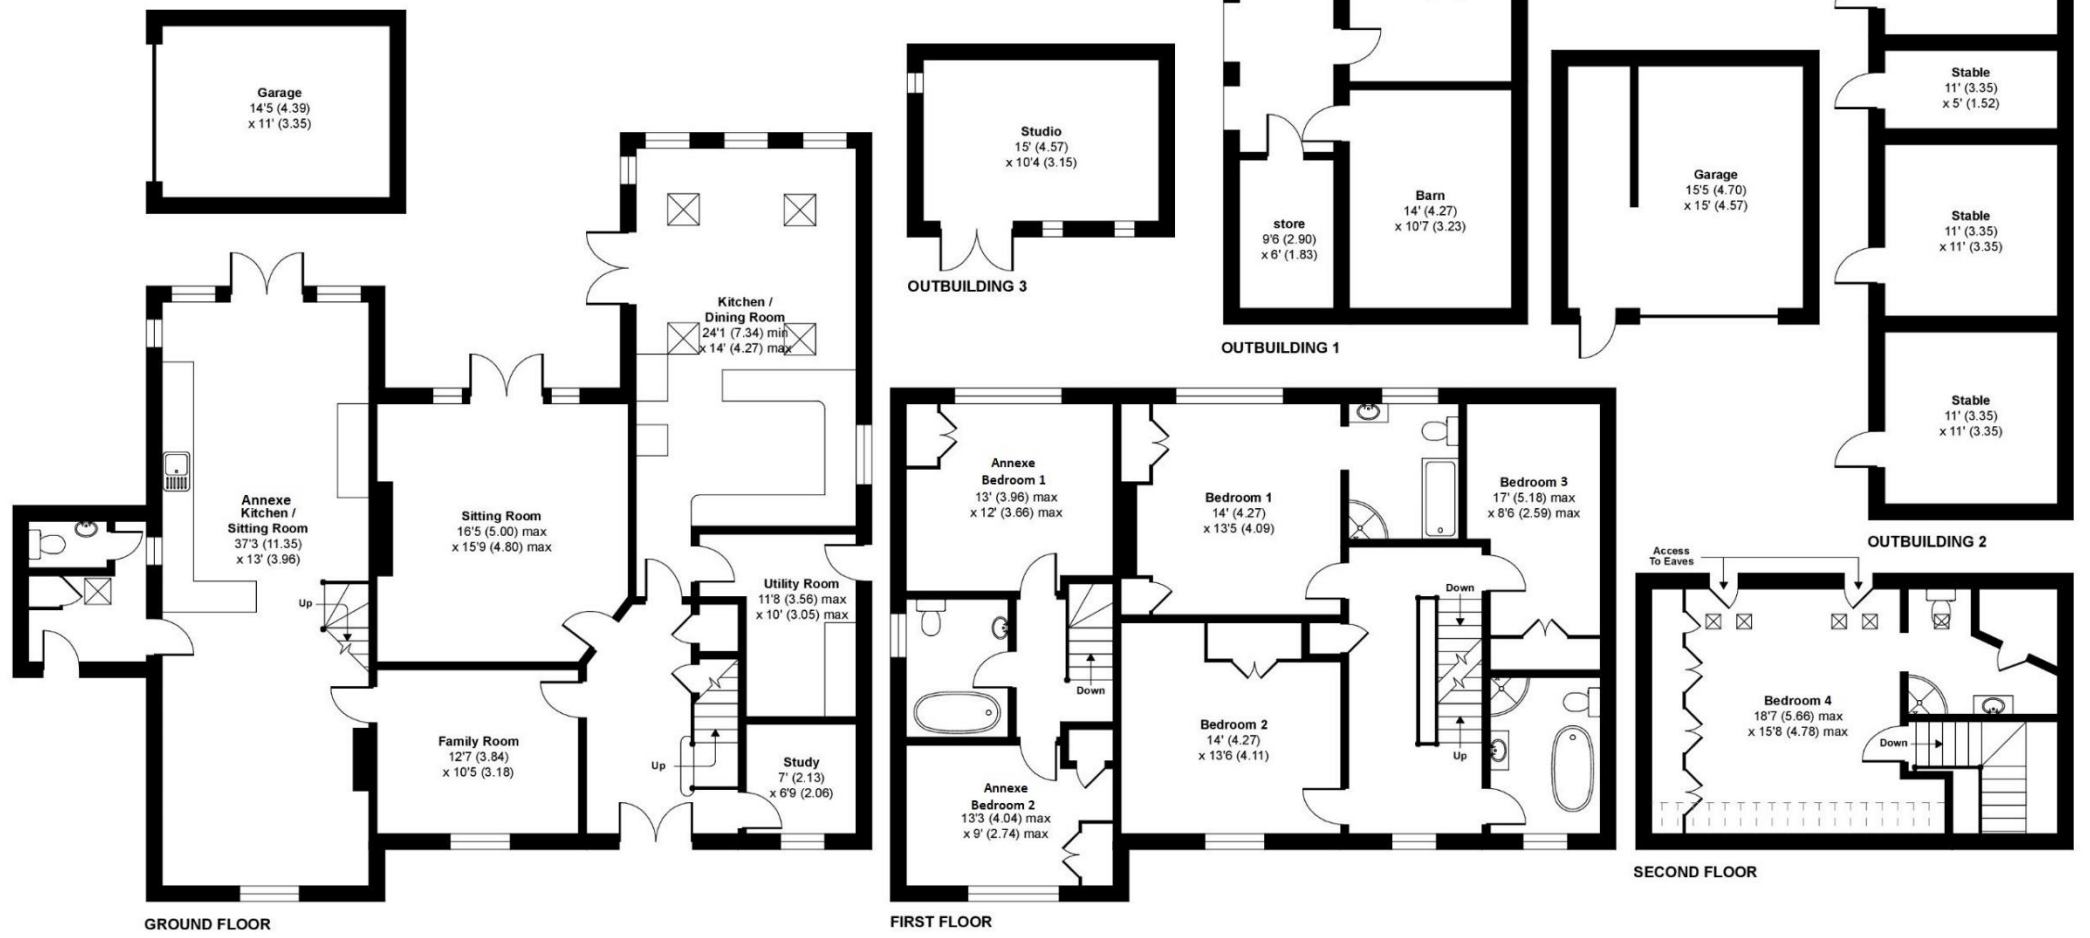 Garage
14'5 (4.39)
x 11' (3.35)
Studio
15' (4.57)
x 10'4 (3.15)
OUTBUILDING 3
store
9'6 (2.90)
x 6' (1.83)
Barn
14' (4.27)
x 10'7 (3.23)
OUTBUILDING 1
Garage
15'5 (4.70)
x 15' (4.57)
Stable
11' (3.35)
x 5' (1.52)
Stable
11' (3.35)
x 11' (3.35)
Stable
11' (3.35)
x 11' (3.35)
OUTBUILDING 2
Kitchen /
Dining Room
24'1 (7.34) min
x 14' (4.27) max
Annexe
Kitchen /
Sitting Room
37'3 (11.35)
x 13' (3.96)
Up
Sitting Room
16'5 (5.00) max
x 15'9 (4.80) max
Utility Room
11'8 (3.56) max
x 10' (3.05) max
Family Room
12'7 (3.84)
x 10'5 (3.18)
Up
Study
7' (2.13)
x 6'9 (2.06)
GROUND FLOOR
Annexe
Bedroom 1
13' (3.96) max
x 12' (3.66) max
Bedroom 1
14' (4.27)
x 13'5 (4.09)
Bedroom 3
17' (5.18) max
x 8'6 (2.59) max
Down
Down
Bedroom 2
14' (4.27)
x 13'6 (4.11)
Up
Annexe
Bedroom 2
13'3 (4.04) max
x 9' (2.74) max
FIRST FLOOR
Access
To Eaves
Bedroom 4
18'7 (5.66) max
x 15'8 (4.78) max
Down
SECOND FLOOR